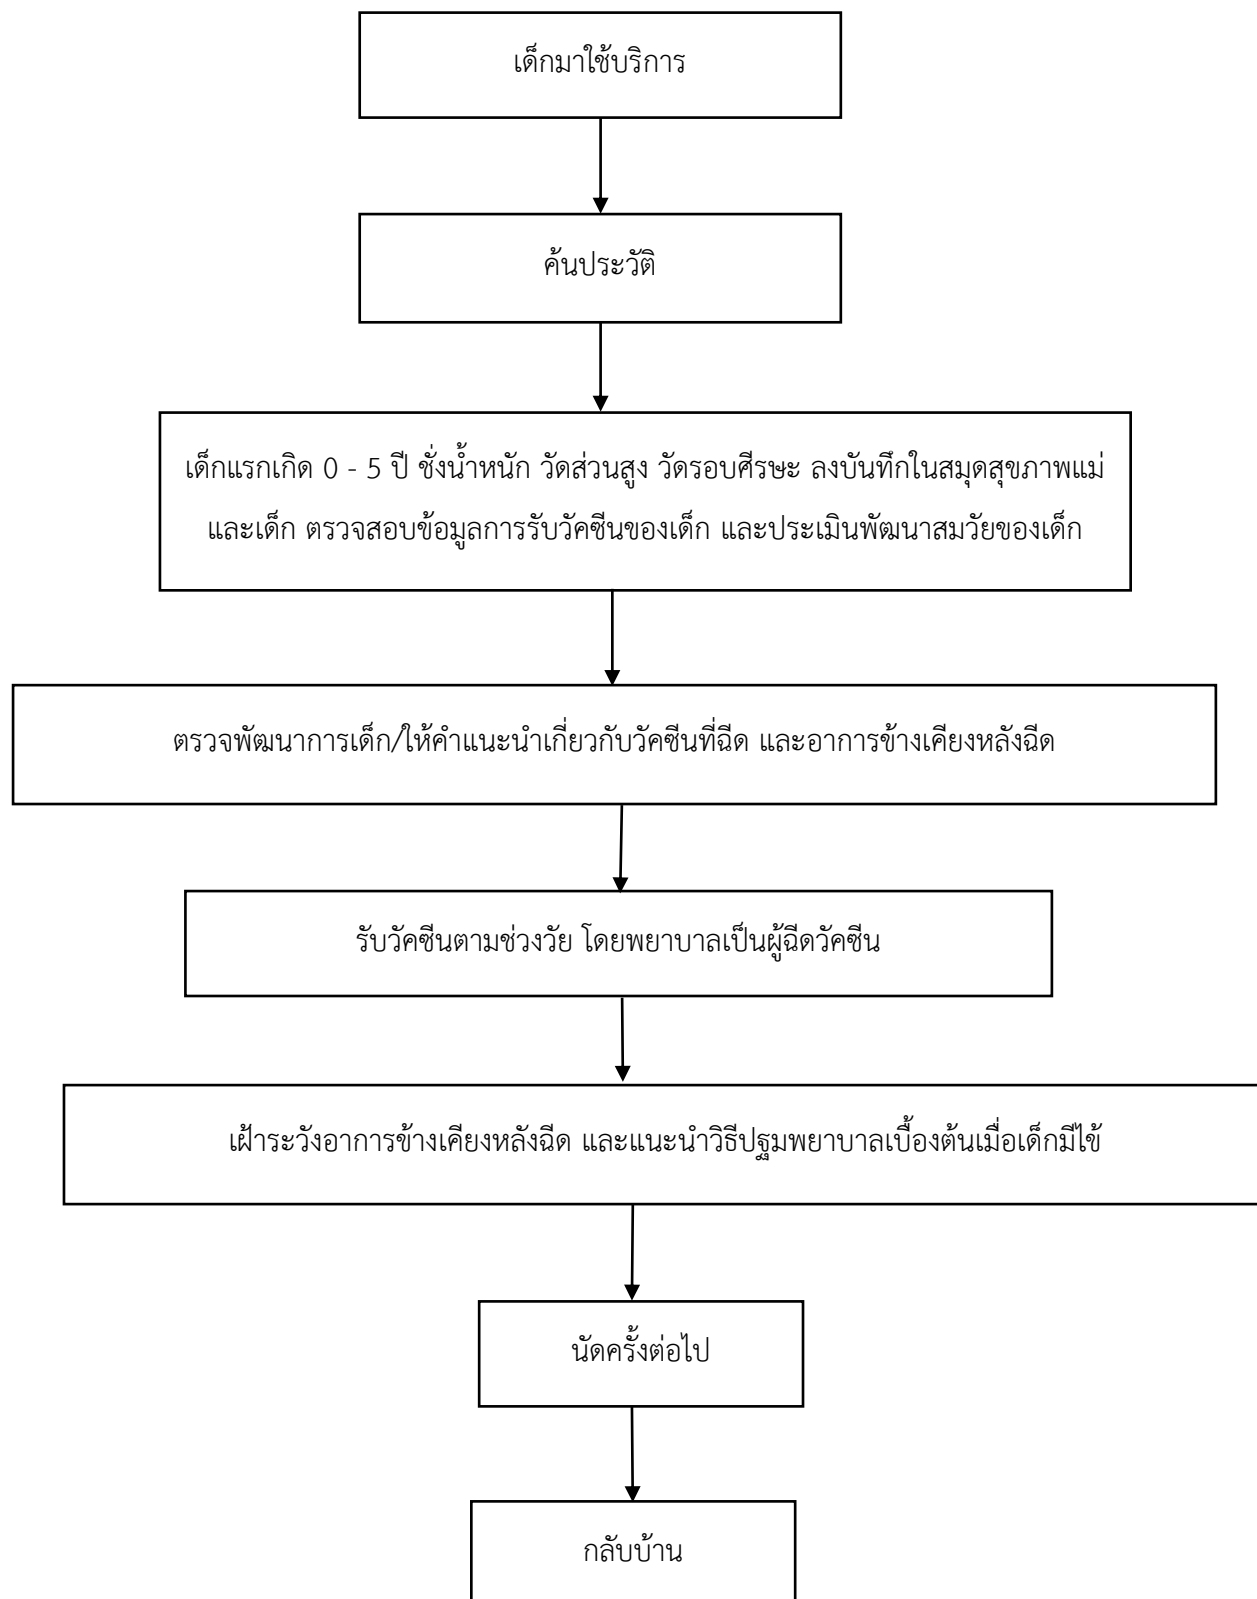 เด็กมาใช้บริการ
ค้นประวัติ
เด็กแรกเกิด 0 - 5 ปี ชั่งน้ำหนัก วัดส่วนสูง วัดรอบศีรษะ ลงบันทึกในสมุดสุขภาพแม่
และเด็ก ตรวจสอบข้อมูลการรับวัคซีนของเด็ก และประเมินพัฒนาสมวัยของเด็ก
ตรวจพัฒนาการเด็ก/ให้คำแนะนำเกี่ยวกับวัคซีนที่ฉีด และอาการข้างเคียงหลังฉีด
รับวัคซีนตามช่วงวัย โดยพยาบาลเป็นผู้ฉีดวัคซีน
เฝ้าระวังอาการข้างเคียงหลังฉีด และแนะนำวิธีปฐมพยาบาลเบื้องต้นเมื่อเด็กมีไข้
นัดครั้งต่อไป
กลับบ้าน